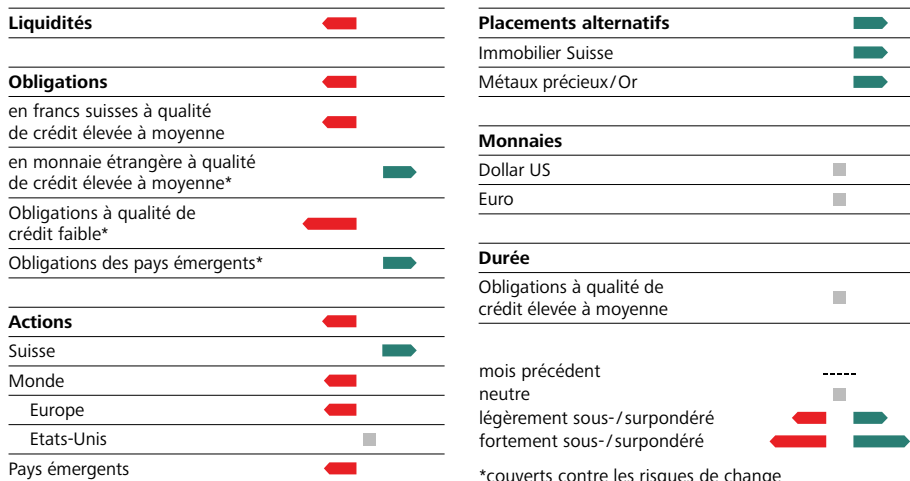 Liquidités
Obligations
en francs suisses à qualité
de crédit élevée à moyenne
en monnaie étrangère à qualité
de crédit élevée à moyenne*
Obligations à qualité de
crédit faible*
Obligations des pays émergents*
Actions
Suisse
Monde
Europe
Etats-Unis
Pays émergents
Placements alternatifs
Immobilier Suisse
Métaux précieux/Or
Monnaies
Dollar US
Euro
Durée
Obligations à qualité de
crédit élevée à moyenne
mois précédent
neutre
légèrement sous-/surpondéré
fortement sous-/surpondéré
*couverts contre les risques de change